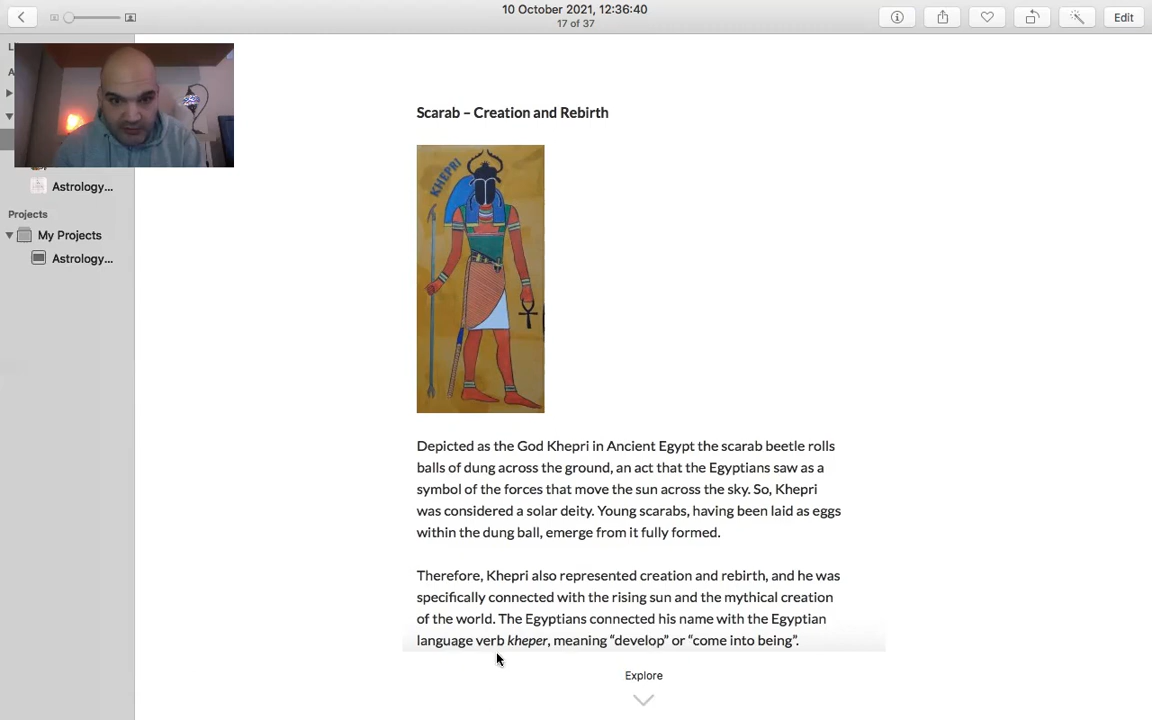 10 October 2021, 12:36:40
17 of 37
Edit
Astrology...
Projects
My Projects
Astrology...
Scarab – Creation and Rebirth
KHEPRI
Depicted as the God Khepri in Ancient Egypt the scarab beetle rolls
balls of dung across the ground, an act that the Egyptians saw as a
symbol of the forces that move the sun across the sky. So, Khepri
was considered a solar deity. Young scarabs, having been laid as eggs
within the dung ball, emerge from it fully formed.
Therefore, Khepri also represented creation and rebirth, and he was
specifically connected with the rising sun and the mythical creation
of the world. The Egyptians connected his name with the Egyptian
language verb kheper, meaning “develop” or “come into being”.
Explore